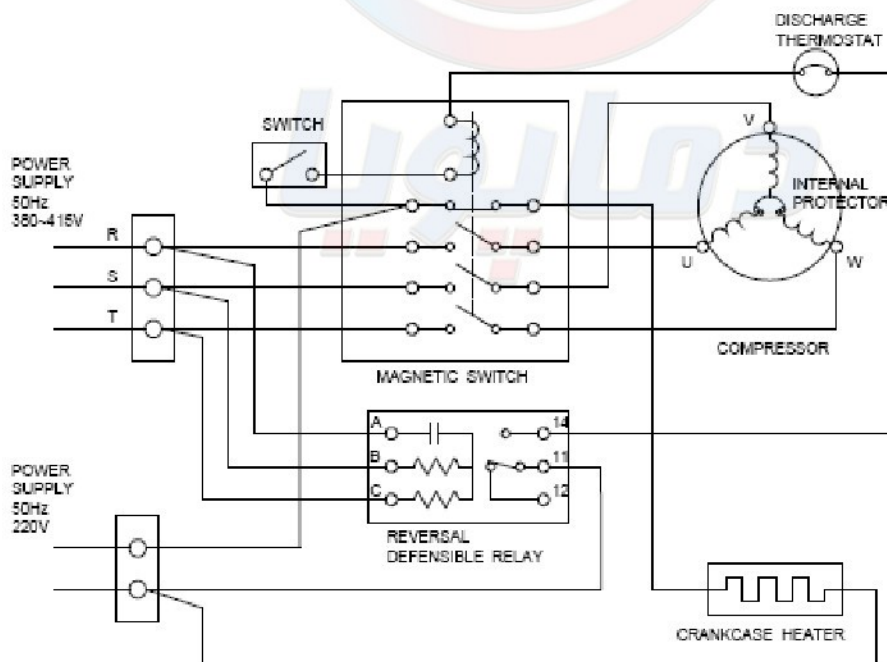 DISCHARGE
THERMOSTAT
SWITCH
V
POWER
SUPPLY
50Hz
380~415V
INTERNAL
PROTECTOR
R
U
W
S
T
COMPRESSOR
MAGNETIC SWITCH
A
14
B
11
C
12
POWER
SUPPLY
50Hz
220V
REVERSAL
DEFENSIBLE RELAY
CRANKCASE HEATER
دمابویا